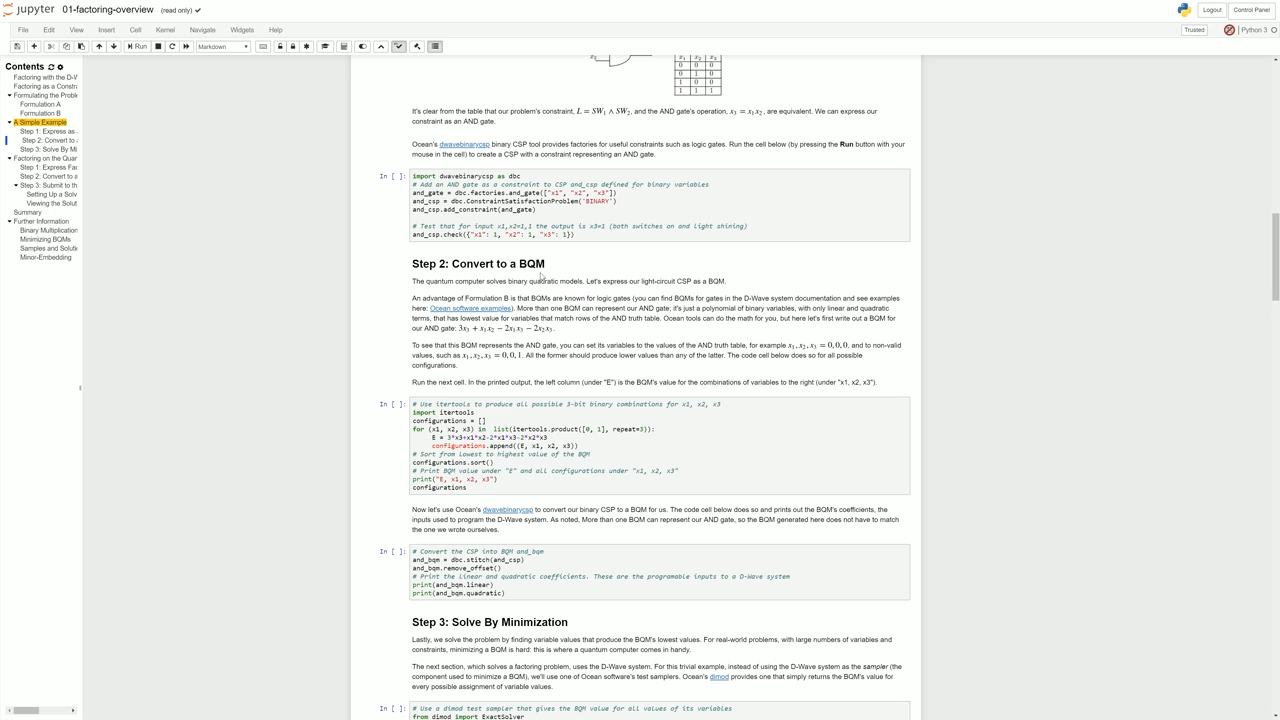 jupyter 01-factoring-overview (read only) Logout Control Panel
File Edit View Insert Cell Kernel Navigate Widgets Help Trusted Python 3
Run Markdown
Contents
Factoring with the D-W
Factoring as a Constra
Formulating the Proble
Formulation A
Formulation B
A Simple Example
Step 1: Express as
Step 2: Convert to a
Step 3: Solve By Mi
Factoring on the Quan
Step 1: Express Fac
Step 2: Convert to a
Step 3: Submit to th
Setting Up a Solv
Viewing the Solut
Summary
Further Information
Binary Multiplication
Minimizing BQMs
Samples and Solutio
Minor-Embedding
x₂ x₁ x₂ x₃
0 0 0
0 1 0
1 0 0
1 1 1
It's clear from the table that our problem's constraint, L = SW₁ ∧ SW₂, and the AND gate's operation, x₃ = x₁x₂, are equivalent. We can express our
constraint as an AND gate.
Ocean's dwavebinarycsp binary CSP tool provides factories for useful constraints such as logic gates. Run the cell below (by pressing the Run button with your
mouse in the cell) to create a CSP with a constraint representing an AND gate.
In [ ]: import dwavebinarycsp as dbc
# Add an AND gate as a constraint to CSP and_csp defined for binary variables
and_gate = dbc.factories.and_gate(["x1", "x2", "x3"])
and_csp = dbc.ConstraintSatisfactionProblem('BINARY')
and_csp.add_constraint(and_gate)
# Test that for input x1,x2=1,1 the output is x3=1 (both switches on and light shining)
and_csp.check({"x1": 1, "x2": 1, "x3": 1})
Step 2: Convert to a BQM
The quantum computer solves binary quadratic models. Let's express our light-circuit CSP as a BQM.
An advantage of Formulation B is that BQMs are known for logic gates (you can find BQMs for gates in the D-Wave system documentation and see examples
here: Ocean software examples). More than one BQM can represent our AND gate; it's just a polynomial of binary variables, with only linear and quadratic
terms, that has lowest value for variables that match rows of the AND truth table. Ocean tools can do the math for you, but here let's first write out a BQM for
our AND gate: 3x₃ + x₁x₂ − 2x₁x₃ − 2x₂x₃.
To see that this BQM represents the AND gate, you can set its variables to the values of the AND truth table, for example x₁, x₂, x₃ = 0, 0, 0, and to non-valid
values, such as x₁, x₂, x₃ = 0, 0, 1. All the former should produce lower values than any of the latter. The code cell below does so for all possible
configurations.
Run the next cell. In the printed output, the left column (under "E") is the BQM's value for the combinations of variables to the right (under "x1, x2, x3").
In [ ]: # Use itertools to produce all possible 3-bit binary combinations for x1, x2, x3
import itertools
configurations = []
for (x1, x2, x3) in list(itertools.product([0, 1], repeat=3)):
E = 3*x3+x1*x2-2*x1*x3-2*x2*x3
configurations.append((E, x1, x2, x3))
# Sort from lowest to highest value of the BQM
configurations.sort()
# Print BQM value under "E" and all configurations under "x1, x2, x3"
print("E, x1, x2, x3")
configurations
Now let's use Ocean's dwavebinarycsp to convert our binary CSP to a BQM for us. The code cell below does so and prints out the BQM's coefficients, the
inputs used to program the D-Wave system. As noted, More than one BQM can represent our AND gate, so the BQM generated here does not have to match
the one we wrote ourselves.
In [ ]: # Convert the CSP into BQM and_bqm
and_bqm = dbc.stitch(and_csp)
and_bqm.remove_offset()
# Print the linear and quadratic coefficients. These are the programable inputs to a D-Wave system
print(and_bqm.linear)
print(and_bqm.quadratic)
Step 3: Solve By Minimization
Lastly, we solve the problem by finding variable values that produce the BQM's lowest values. For real-world problems, with large numbers of variables and
constraints, minimizing a BQM is hard: this is where a quantum computer comes in handy.
The next section, which solves a factoring problem, uses the D-Wave system. For this trivial example, instead of using the D-Wave system as the sampler (the
component used to minimize a BQM), we'll use one of Ocean software's test samplers. Ocean's dimod provides one that simply returns the BQM's value for
every possible assignment of variable values.
In [ ]: # Use a dimod test sampler that gives the BQM value for all values of its variables
from dimod import ExactSolver